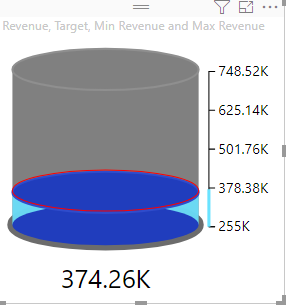 Revenue, Target, Min Revenue and Max Revenue
748.52K
625.14K
501.76K
378.38K
255K
374.26K